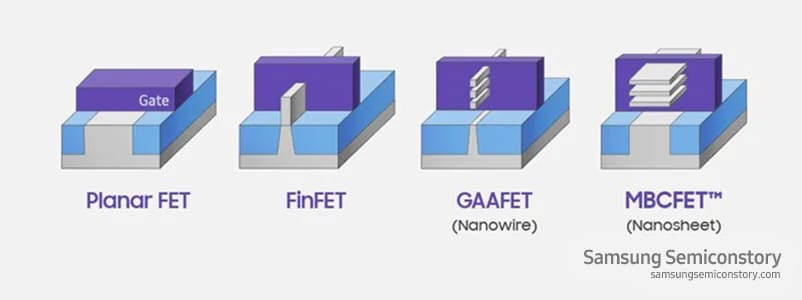 Gate
Planar FET
FinFET
GAAFET
(Nanowire)
MBCFET™
(Nanosheet)
Samsung Semiconstory
samsungsemiconstory.com